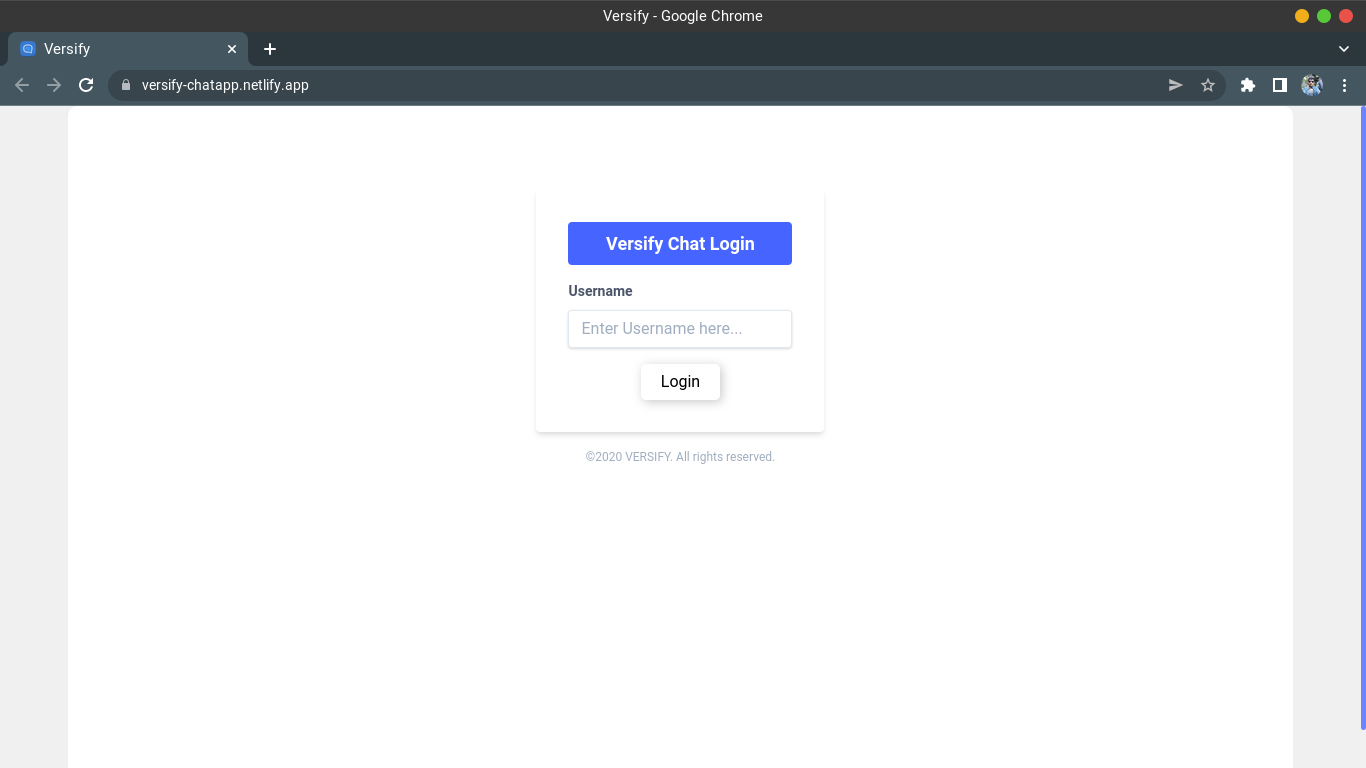 Versify - Google Chrome
Versify
versify-chatapp.netlify.app
Versify Chat Login
Username
Enter Username here...
Login
©2020 VERSIFY. All rights reserved.